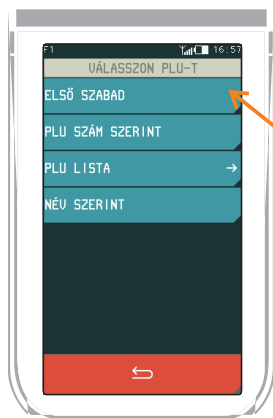 F1 16:57
VÁLASSZON PLU-T
ELSŐ SZABAD
PLU SZÁM SZERINT
PLU LISTA →
NÉV SZERINT